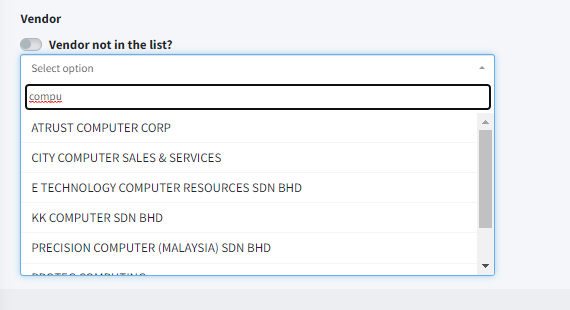 Vendor
Vendor not in the list?
Select option
compu
ATRUST COMPUTER CORP
CITY COMPUTER SALES & SERVICES
E TECHNOLOGY COMPUTER RESOURCES SDN BHD
KK COMPUTER SDN BHD
PRECISION COMPUTER (MALAYSIA) SDN BHD